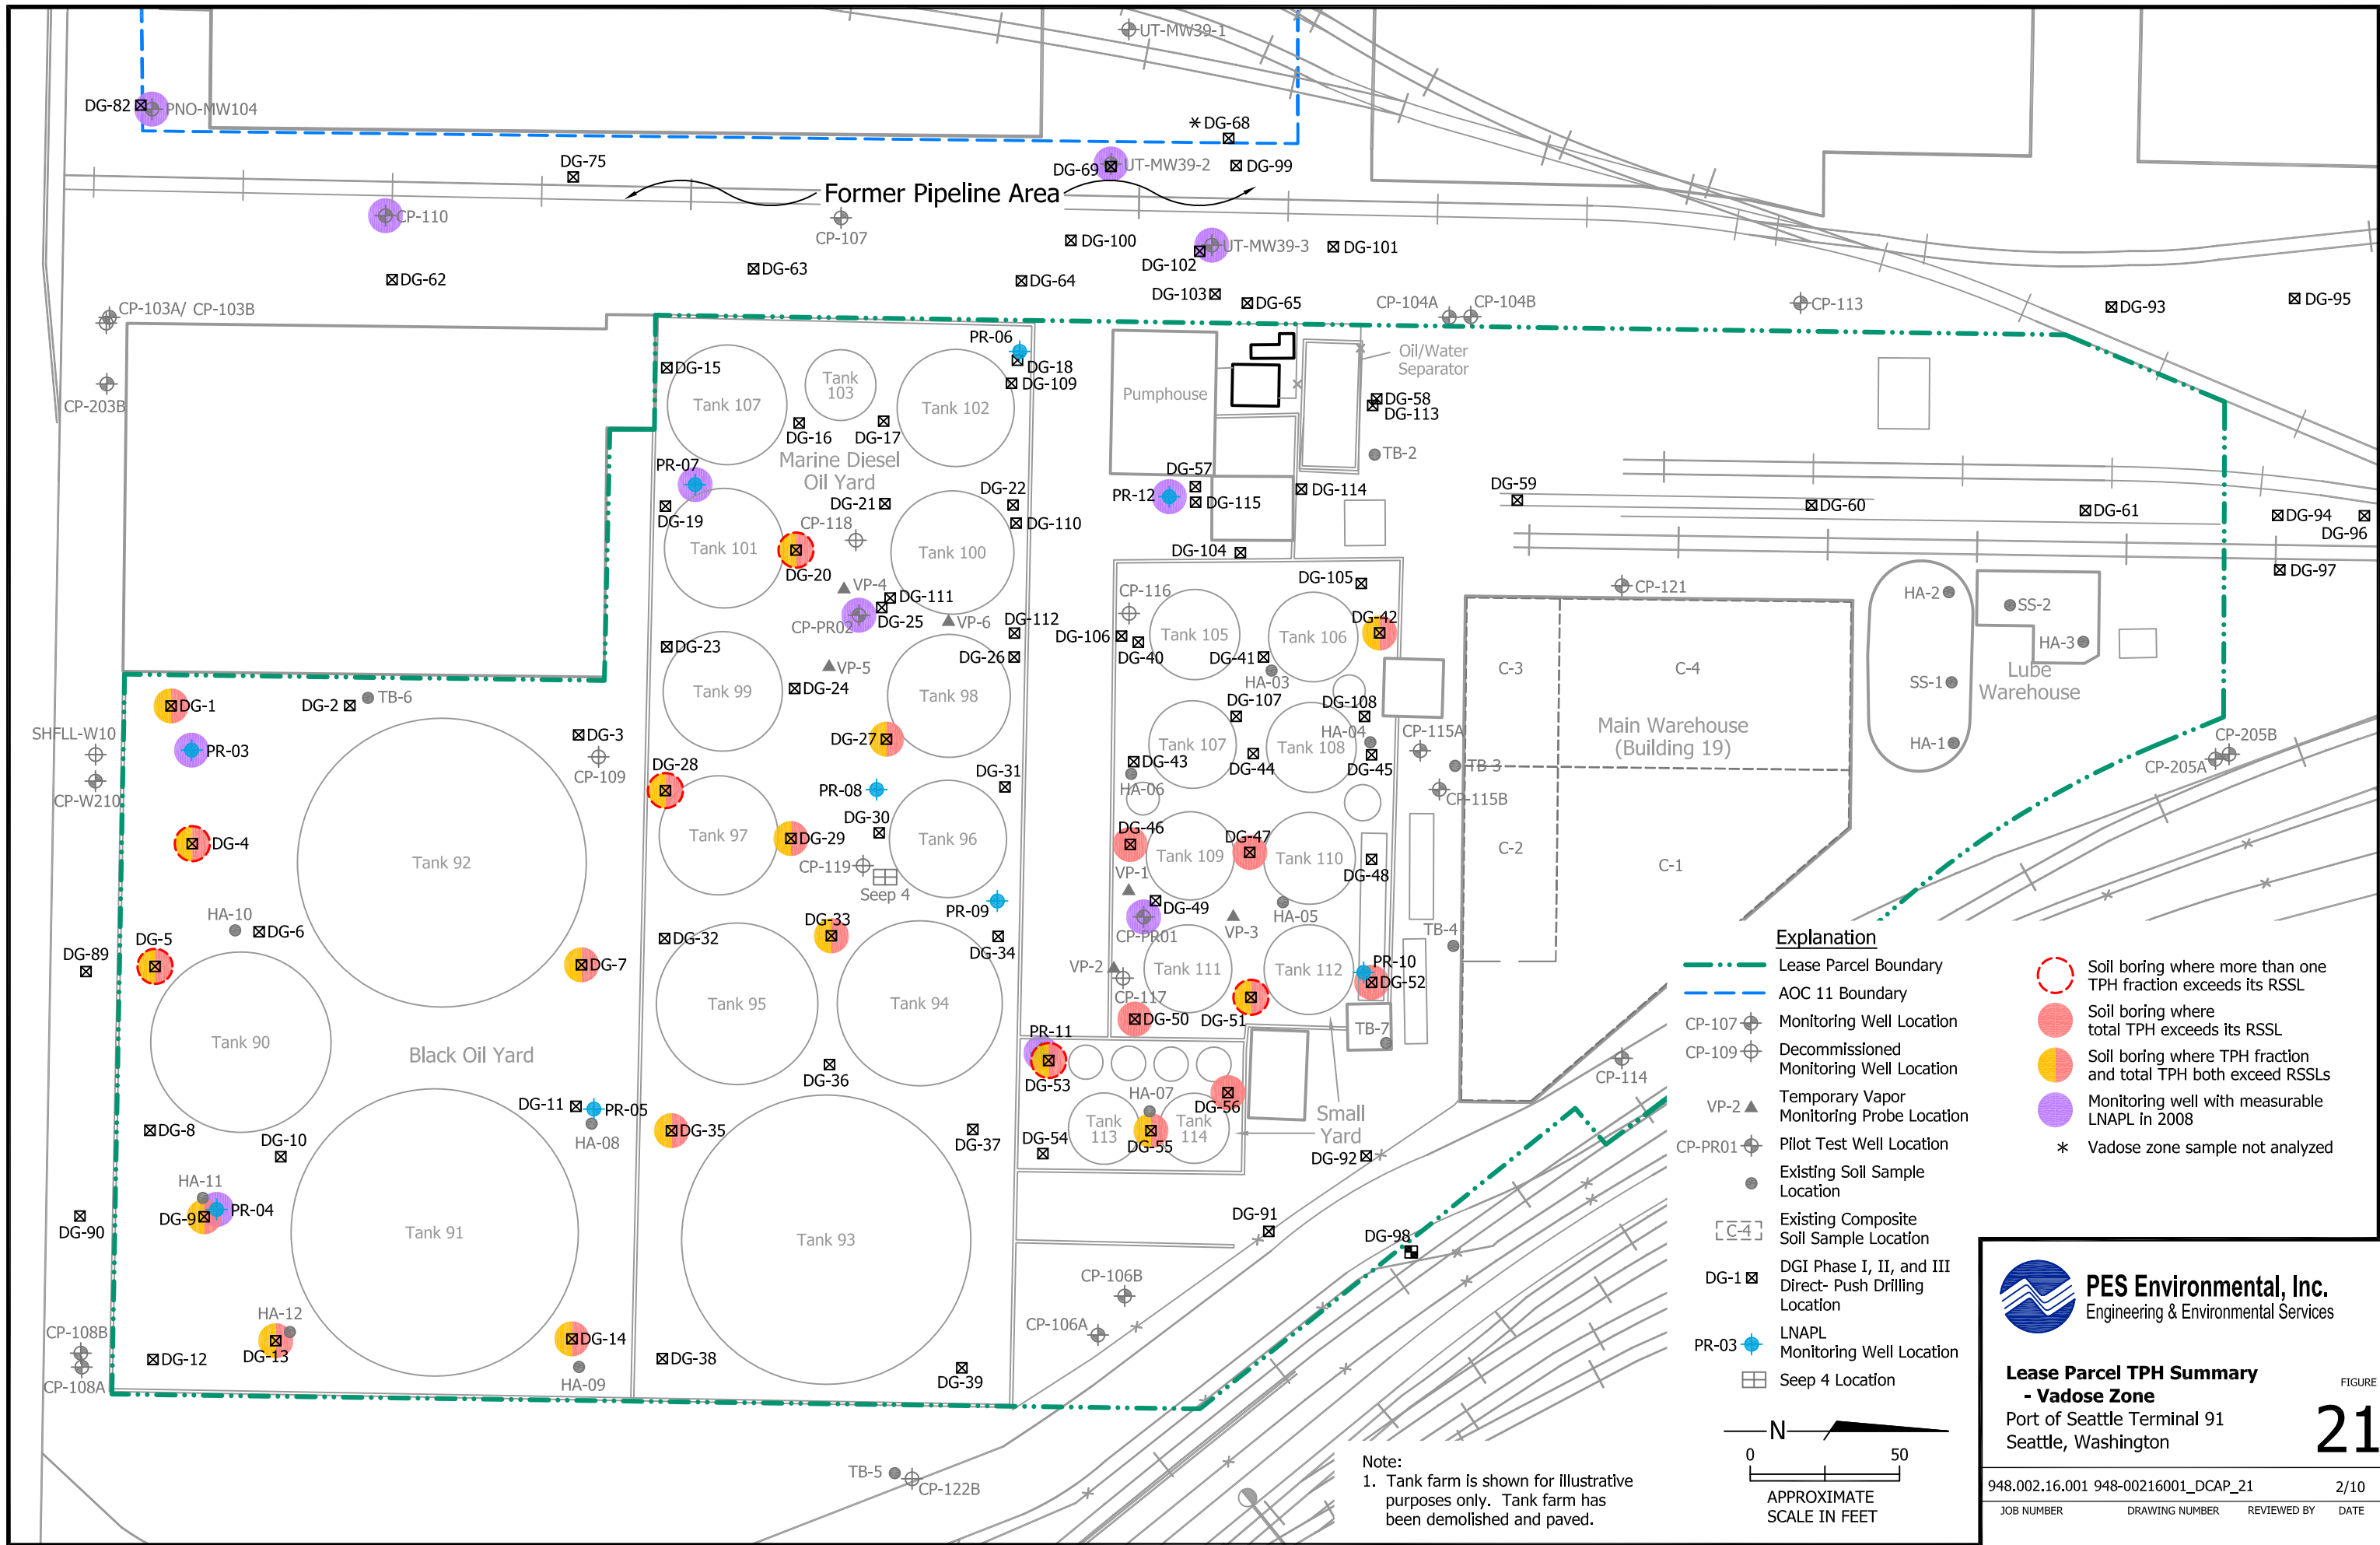 UT-MW39-1
DG-82
PNO-MW104
* DG-68
DG-75
DG-69
UT-MW39-2
DG-99
Former Pipeline Area
CP-110
CP-107
DG-100
UT-MW39-3
DG-101
DG-102
DG-62
DG-63
DG-64
DG-103
DG-65
CP-104A
CP-104B
CP-113
DG-93
DG-95
CP-103A/ CP-103B
PR-06
DG-15
DG-18
Oil/Water
Separator
Tank
103
DG-109
CP-203B
Tank 107
Tank 102
Pumphouse
DG-58
DG-113
DG-16
DG-17
TB-2
Marine Diesel
Oil Yard
PR-07
DG-57
PR-12
DG-115
DG-114
DG-59
DG-60
DG-61
DG-94
DG-96
DG-19
DG-21
DG-22
CP-118
DG-110
Tank 101
Tank 100
DG-104
DG-20
DG-97
VP-4
DG-111
CP-116
DG-105
CP-121
HA-2
SS-2
CP-PR02
DG-25
VP-6
DG-112
DG-42
Tank 105
Tank 106
DG-106
DG-40
HA-3
DG-23
VP-5
DG-26
DG-41
HA-03
C-3
C-4
Lube
Warehouse
Tank 99
DG-24
Tank 98
SS-1
DG-1
DG-2
TB-6
DG-107
DG-108
Main Warehouse
(Building 19)
SHFLL-W10
PR-03
DG-3
CP-109
DG-27
Tank 107
Tank 108
HA-04
CP-115A
HA-1
CP-205B
CP-205A
DG-28
DG-43
DG-44
DG-45
TB-3
CP-W210
PR-08
DG-31
HA-06
CP-115B
DG-4
Tank 92
Tank 97
DG-29
DG-30
Tank 96
DG-46
DG-47
Tank 109
Tank 110
C-2
C-1
CP-119
Seep 4
VP-1
DG-48
HA-10
DG-6
PR-09
DG-49
HA-05
DG-5
DG-33
CP-PR01
VP-3
TB-4
DG-89
DG-7
DG-32
DG-34
VP-2
Tank 111
Tank 112
PR-10
DG-52
CP-117
Tank 95
Tank 94
DG-50
DG-51
Tank 90
Black Oil Yard
PR-11
TB-7
DG-36
DG-53
CP-114
DG-11
PR-05
HA-07
DG-56
DG-8
HA-08
DG-35
DG-37
DG-54
Tank
113
Tank
114
DG-55
Small
Yard
DG-10
DG-92
HA-11
DG-9
PR-04
DG-90
Tank 91
Tank 93
DG-91
DG-98
CP-106B
HA-12
CP-106A
CP-108B
DG-13
DG-14
DG-12
DG-38
DG-39
CP-108A
HA-09
TB-5
CP-122B
Explanation
Lease Parcel Boundary
AOC 11 Boundary
CP-107
Monitoring Well Location
CP-109
Decommissioned
Monitoring Well Location
VP-2
Temporary Vapor
Monitoring Probe Location
CP-PR01
Pilot Test Well Location
Existing Soil Sample
Location
C-4
Existing Composite
Soil Sample Location
DG-1
DGI Phase I, II, and III
Direct- Push Drilling
Location
PR-03
LNAPL
Monitoring Well Location
Seep 4 Location
Soil boring where more than one
TPH fraction exceeds its RSSL
Soil boring where
total TPH exceeds its RSSL
Soil boring where TPH fraction
and total TPH both exceed RSSLs
Monitoring well with measurable
LNAPL in 2008
* Vadose zone sample not analyzed
N
0 50
APPROXIMATE
SCALE IN FEET
Note:
1. Tank farm is shown for illustrative
purposes only. Tank farm has
been demolished and paved.
PES Environmental, Inc.
Engineering & Environmental Services
Lease Parcel TPH Summary
- Vadose Zone
Port of Seattle Terminal 91
Seattle, Washington
FIGURE
21
948.002.16.001 948-00216001_DCAP_21 2/10
JOB NUMBER DRAWING NUMBER REVIEWED BY DATE